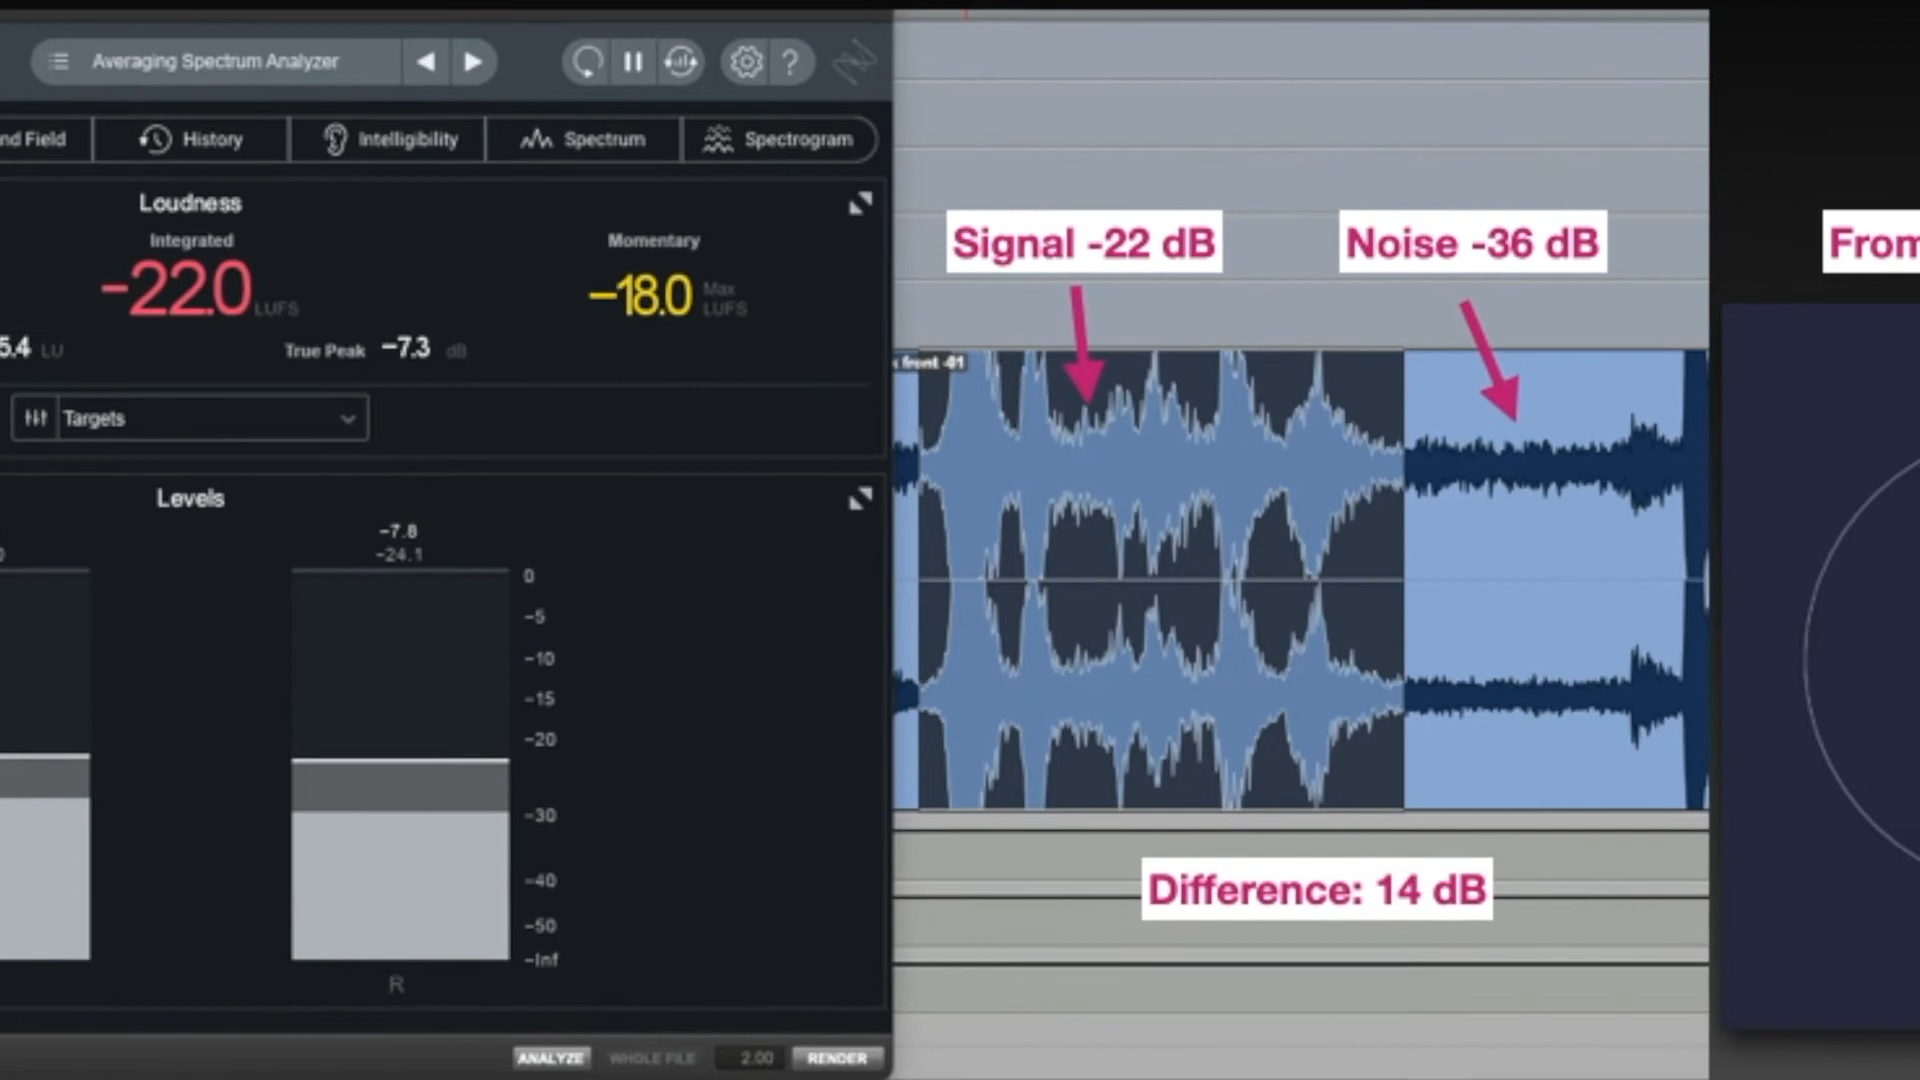 Averaging Spectrum Analyzer
?
nd Field
History
Intelligibility
Spectrum
Spectrogram
Loudness
Integrated
-22.0 LUFS
Momentary
-18.0 Max LUFS
5.4 LU
True Peak -7.3 dB
Targets
Levels
-7.8
-24.1
0
0
-5
-10
-15
-20
-30
-40
-50
-Inf
R
ANALYZE
WHOLE FILE
2.00
RENDER
Signal -22 dB
Noise -36 dB
From
front -01
Difference: 14 dB